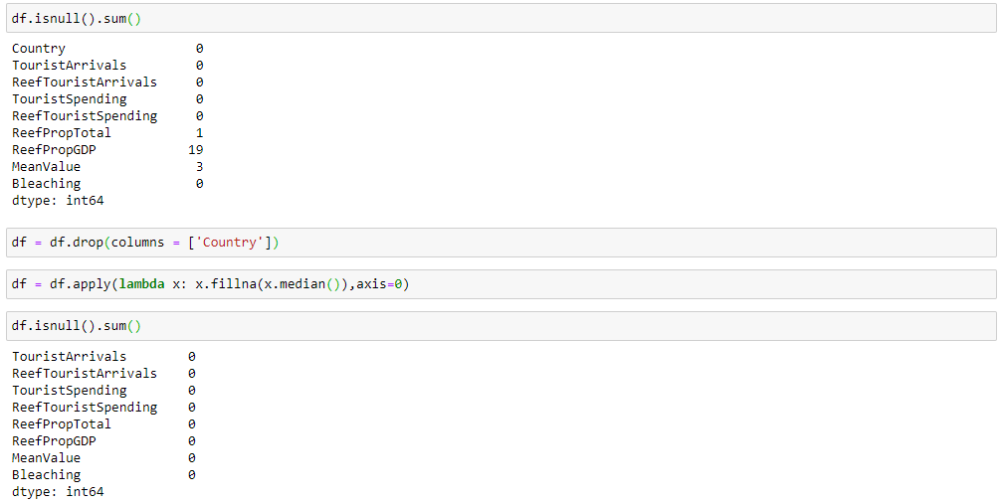 df.isnull().sum()
Country 0
TouristArrivals 0
ReefTouristArrivals 0
TouristSpending 0
ReefTouristSpending 0
ReefPropTotal 1
ReefPropGDP 19
MeanValue 3
Bleaching 0
dtype: int64
df = df.drop(columns = ['Country'])
df = df.apply(lambda x: x.fillna(x.median()),axis=0)
df.isnull().sum()
TouristArrivals 0
ReefTouristArrivals 0
TouristSpending 0
ReefTouristSpending 0
ReefPropTotal 0
ReefPropGDP 0
MeanValue 0
Bleaching 0
dtype: int64